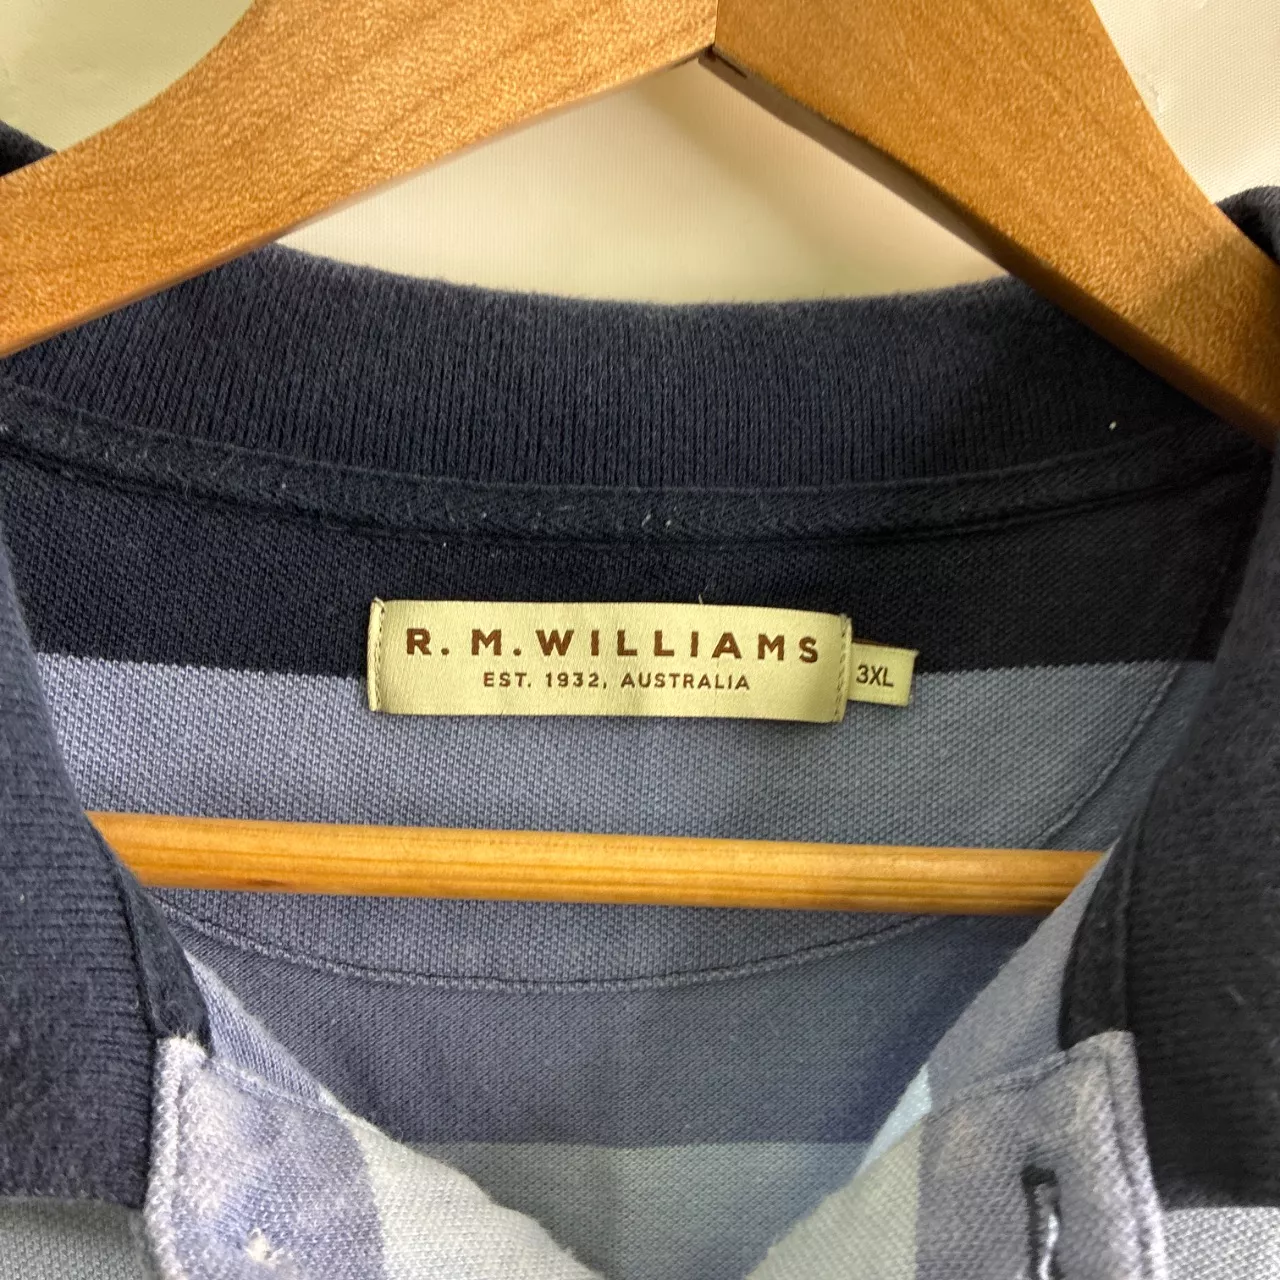 R. M. WILLIAMS
EST. 1932, AUSTRALIA
3XL